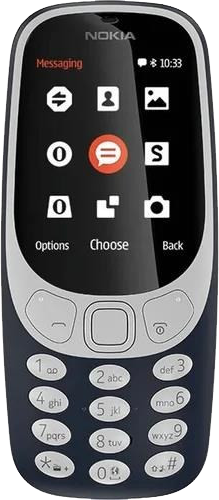 NOKIA
Messaging 10:33
Options Choose Back
1 2 abc def 3
4 ghi 5 jkl mno 6
7 pqrs 8 tuv wxyz 9
* 0 #